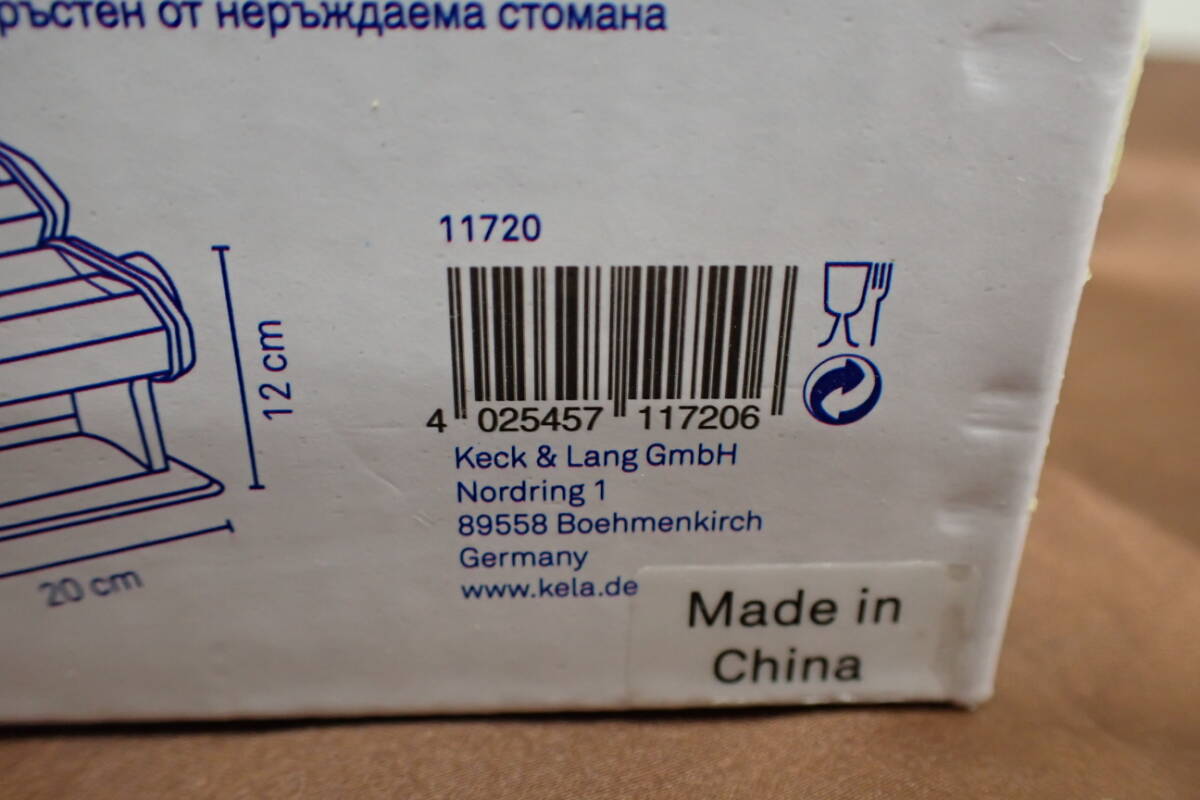 ръстен от неръждаема стомана
11720
12 cm
4 025457 117206
Keck & Lang GmbH
Nordring 1
89558 Boehmenkirch
Germany
www.kela.de
20 cm
Made in
China